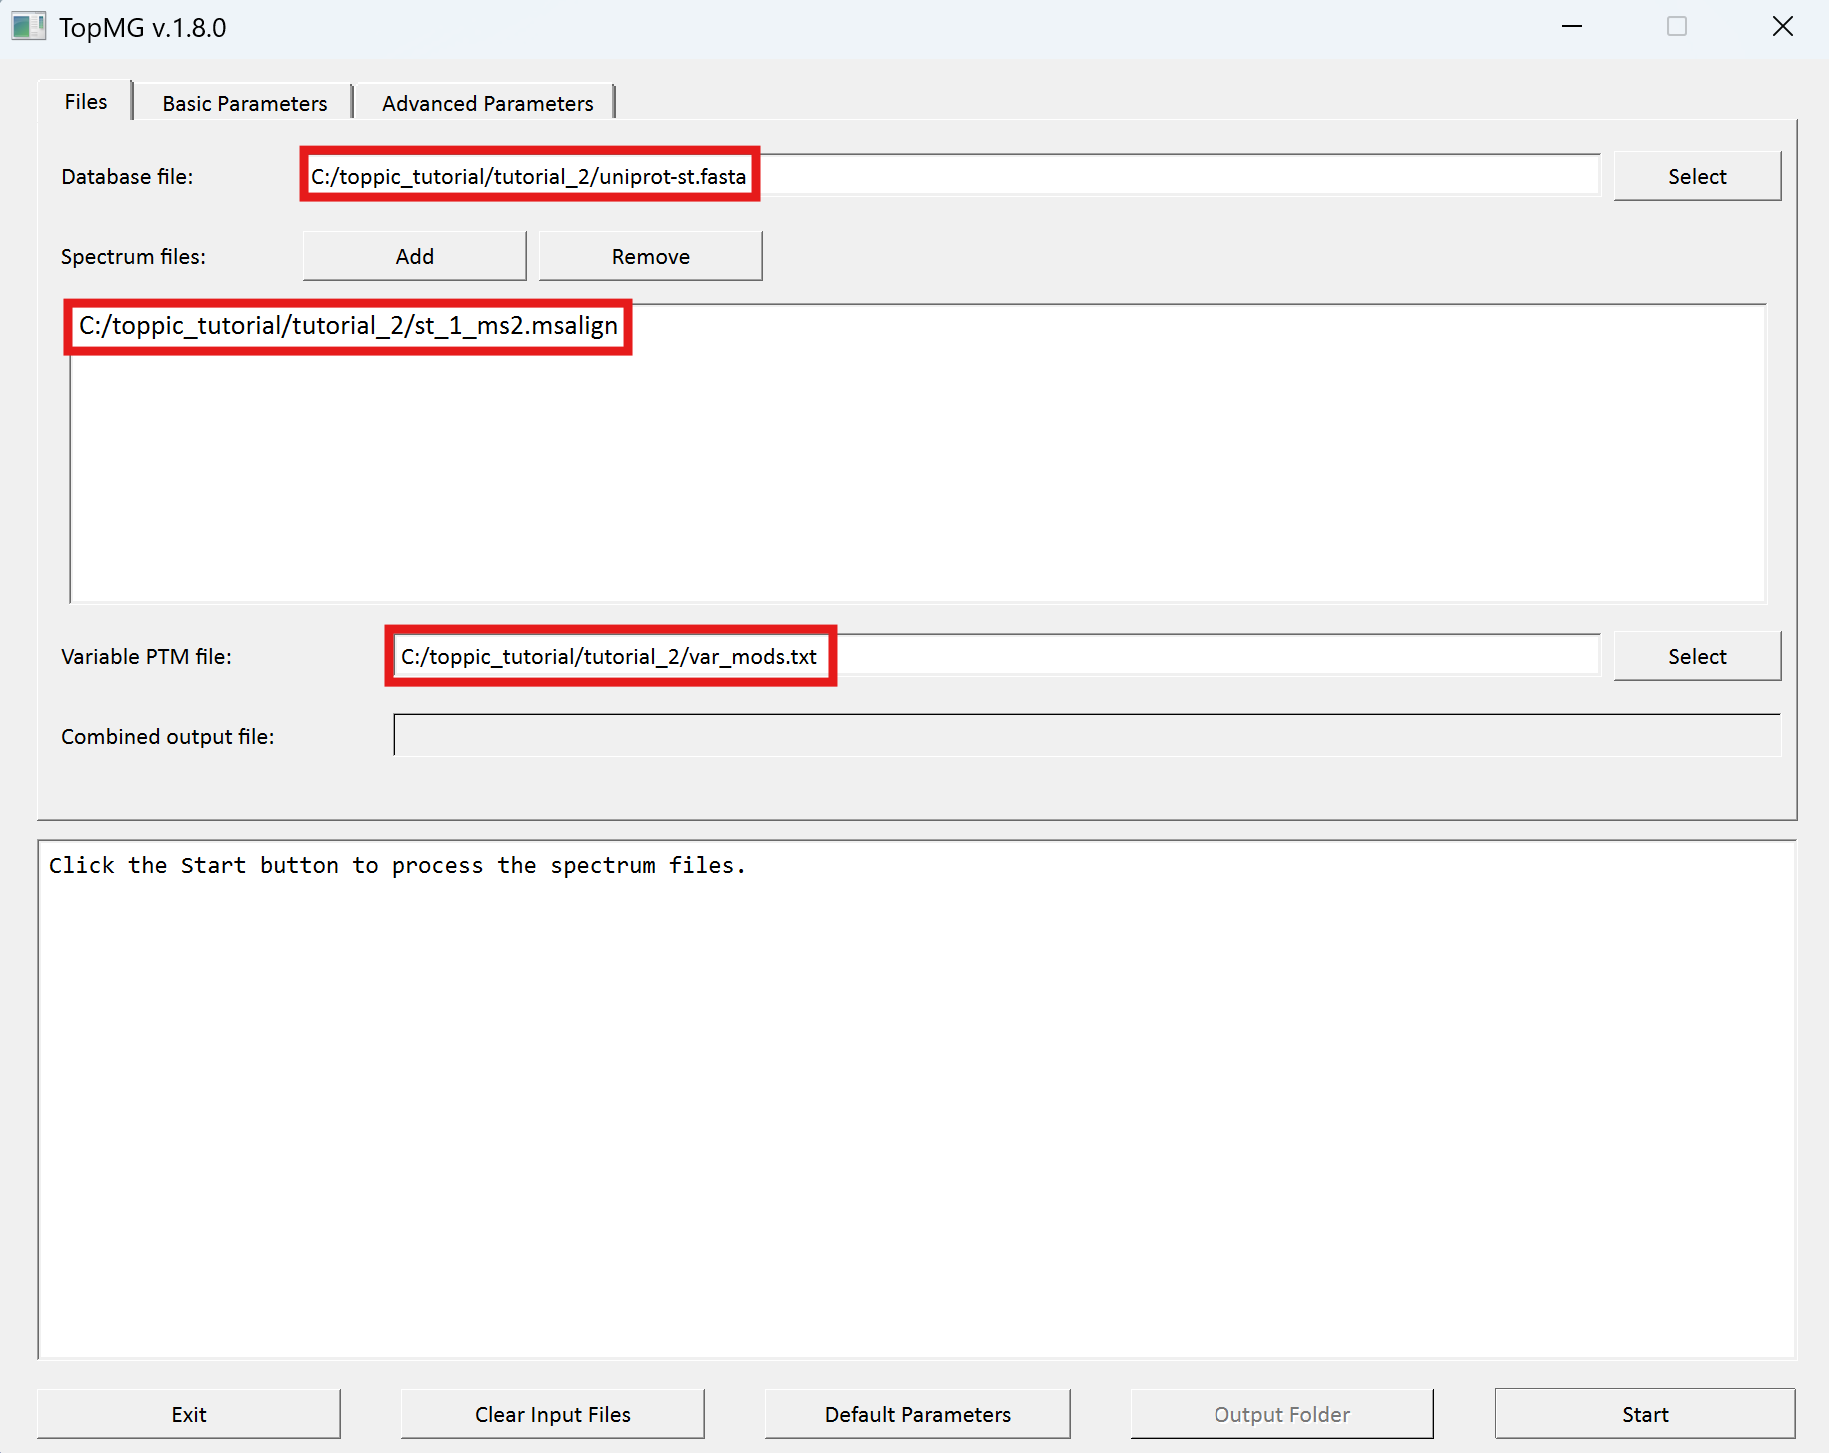 TopMG v.1.8.0
Files Basic Parameters Advanced Parameters
Database file: C:/toppic_tutorial/tutorial_2/uniprot-st.fasta Select
Spectrum files: Add Remove
C:/toppic_tutorial/tutorial_2/st_1_ms2.msalign
Variable PTM file: C:/toppic_tutorial/tutorial_2/var_mods.txt Select
Combined output file:
Click the Start button to process the spectrum files.
Exit Clear Input Files Default Parameters Output Folder Start